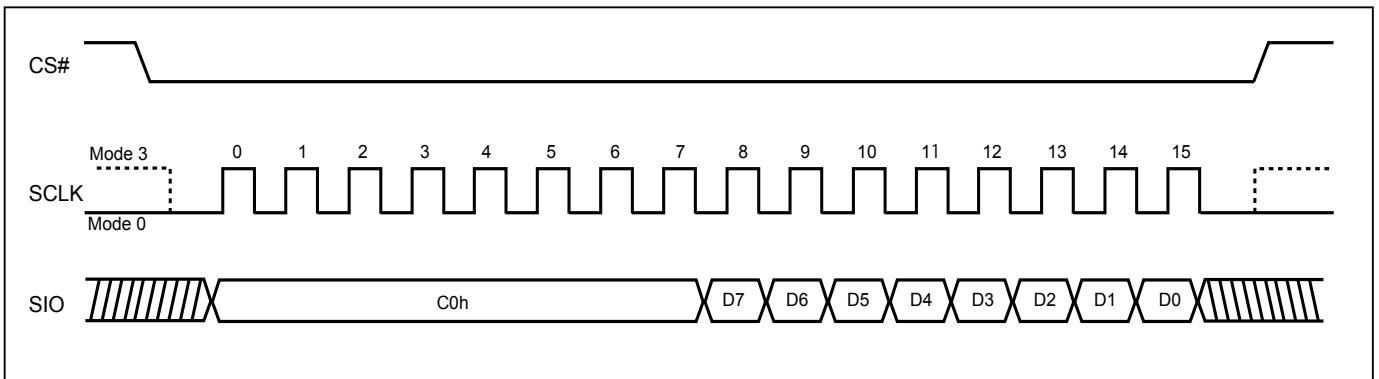 CS#
Mode 3 0 1 2 3 4 5 6 7 8 9 10 11 12 13 14 15
SCLK
Mode 0
SIO C0h D7 D6 D5 D4 D3 D2 D1 D0